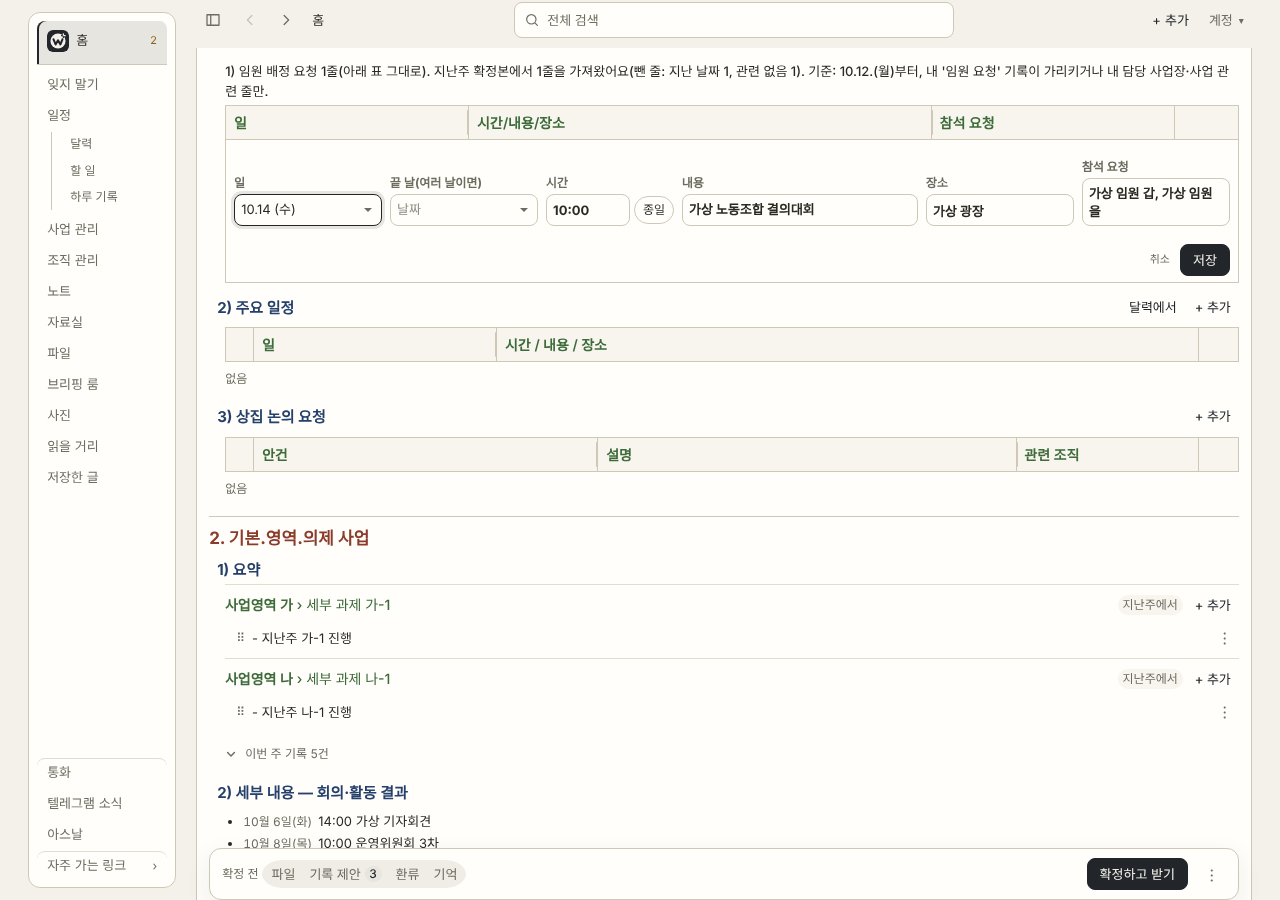 홈 2
잊지 말기
일정
달력
할 일
하루 기록
사업 관리
조직 관리
노트
자료실
파일
브리핑 룸
사진
읽을 거리
저장한 글
통화
텔레그램 소식
아스날
자주 가는 링크 ›
홈
전체 검색
+ 추가
계정 ▾
1) 임원 배정 요청 1줄(아래 표 그대로). 지난주 확정본에서 1줄을 가져왔어요(뺀 줄: 지난 날짜 1, 관련 없음 1). 기준: 10.12.(월)부터, 내 '임원 요청' 기록이 가리키거나 내 담당 사업장·사업 관
련 줄만.
일 시간/내용/장소 참석 요청
일 끝 날(여러 날이면) 시간 내용 장소 참석 요청
10.14 (수) 날짜 10:00 종일 가상 노동조합 결의대회 가상 광장 가상 임원 갑, 가상 임원
을
취소 저장
2) 주요 일정 달력에서 + 추가
일 시간 / 내용 / 장소
없음
3) 상집 논의 요청 + 추가
안건 설명 관련 조직
없음
2. 기본.영역.의제 사업
1) 요약
사업영역 가 › 세부 과제 가-1 지난주에서 + 추가
- 지난주 가-1 진행
사업영역 나 › 세부 과제 나-1 지난주에서 + 추가
- 지난주 나-1 진행
이번 주 기록 5건
2) 세부 내용 — 회의·활동 결과
• 10월 6일(화) 14:00 가상 기자회견
• 10월 8일(목) 10:00 운영위원회 3차
확정 전 파일 기록 제안 3 환류 기억 확정하고 받기